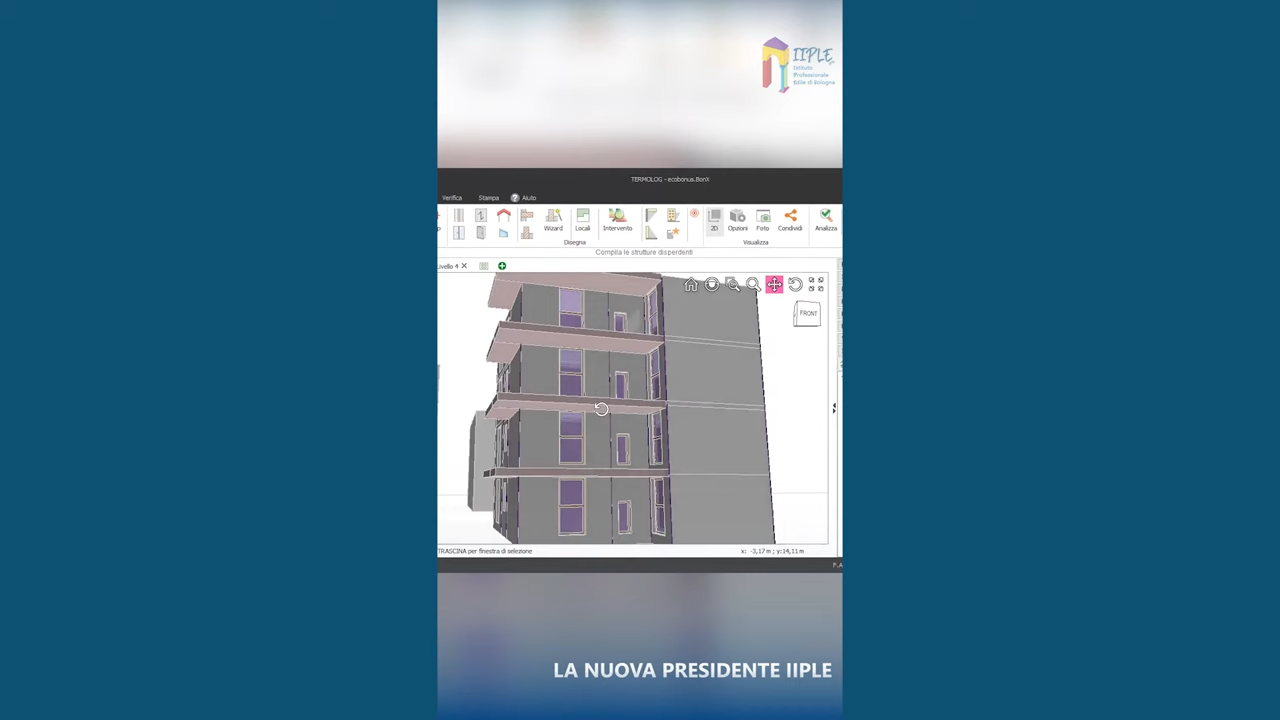 IIPLE
Istituto
Professionale
Edile di Bologna
TERMOLOG - ecobonus.BonX
Verifica Stampa ? Aiuto
Wizard Locali Intervento 2D Opzioni Foto Condividi Analizza
Disegna Visualizza
Compila le strutture disperdenti
Livello 4
FRONT
TRASCINA per finestra di selezione
x: -3,17 m ; y:14,11 m
LA NUOVA PRESIDENTE IIPLE